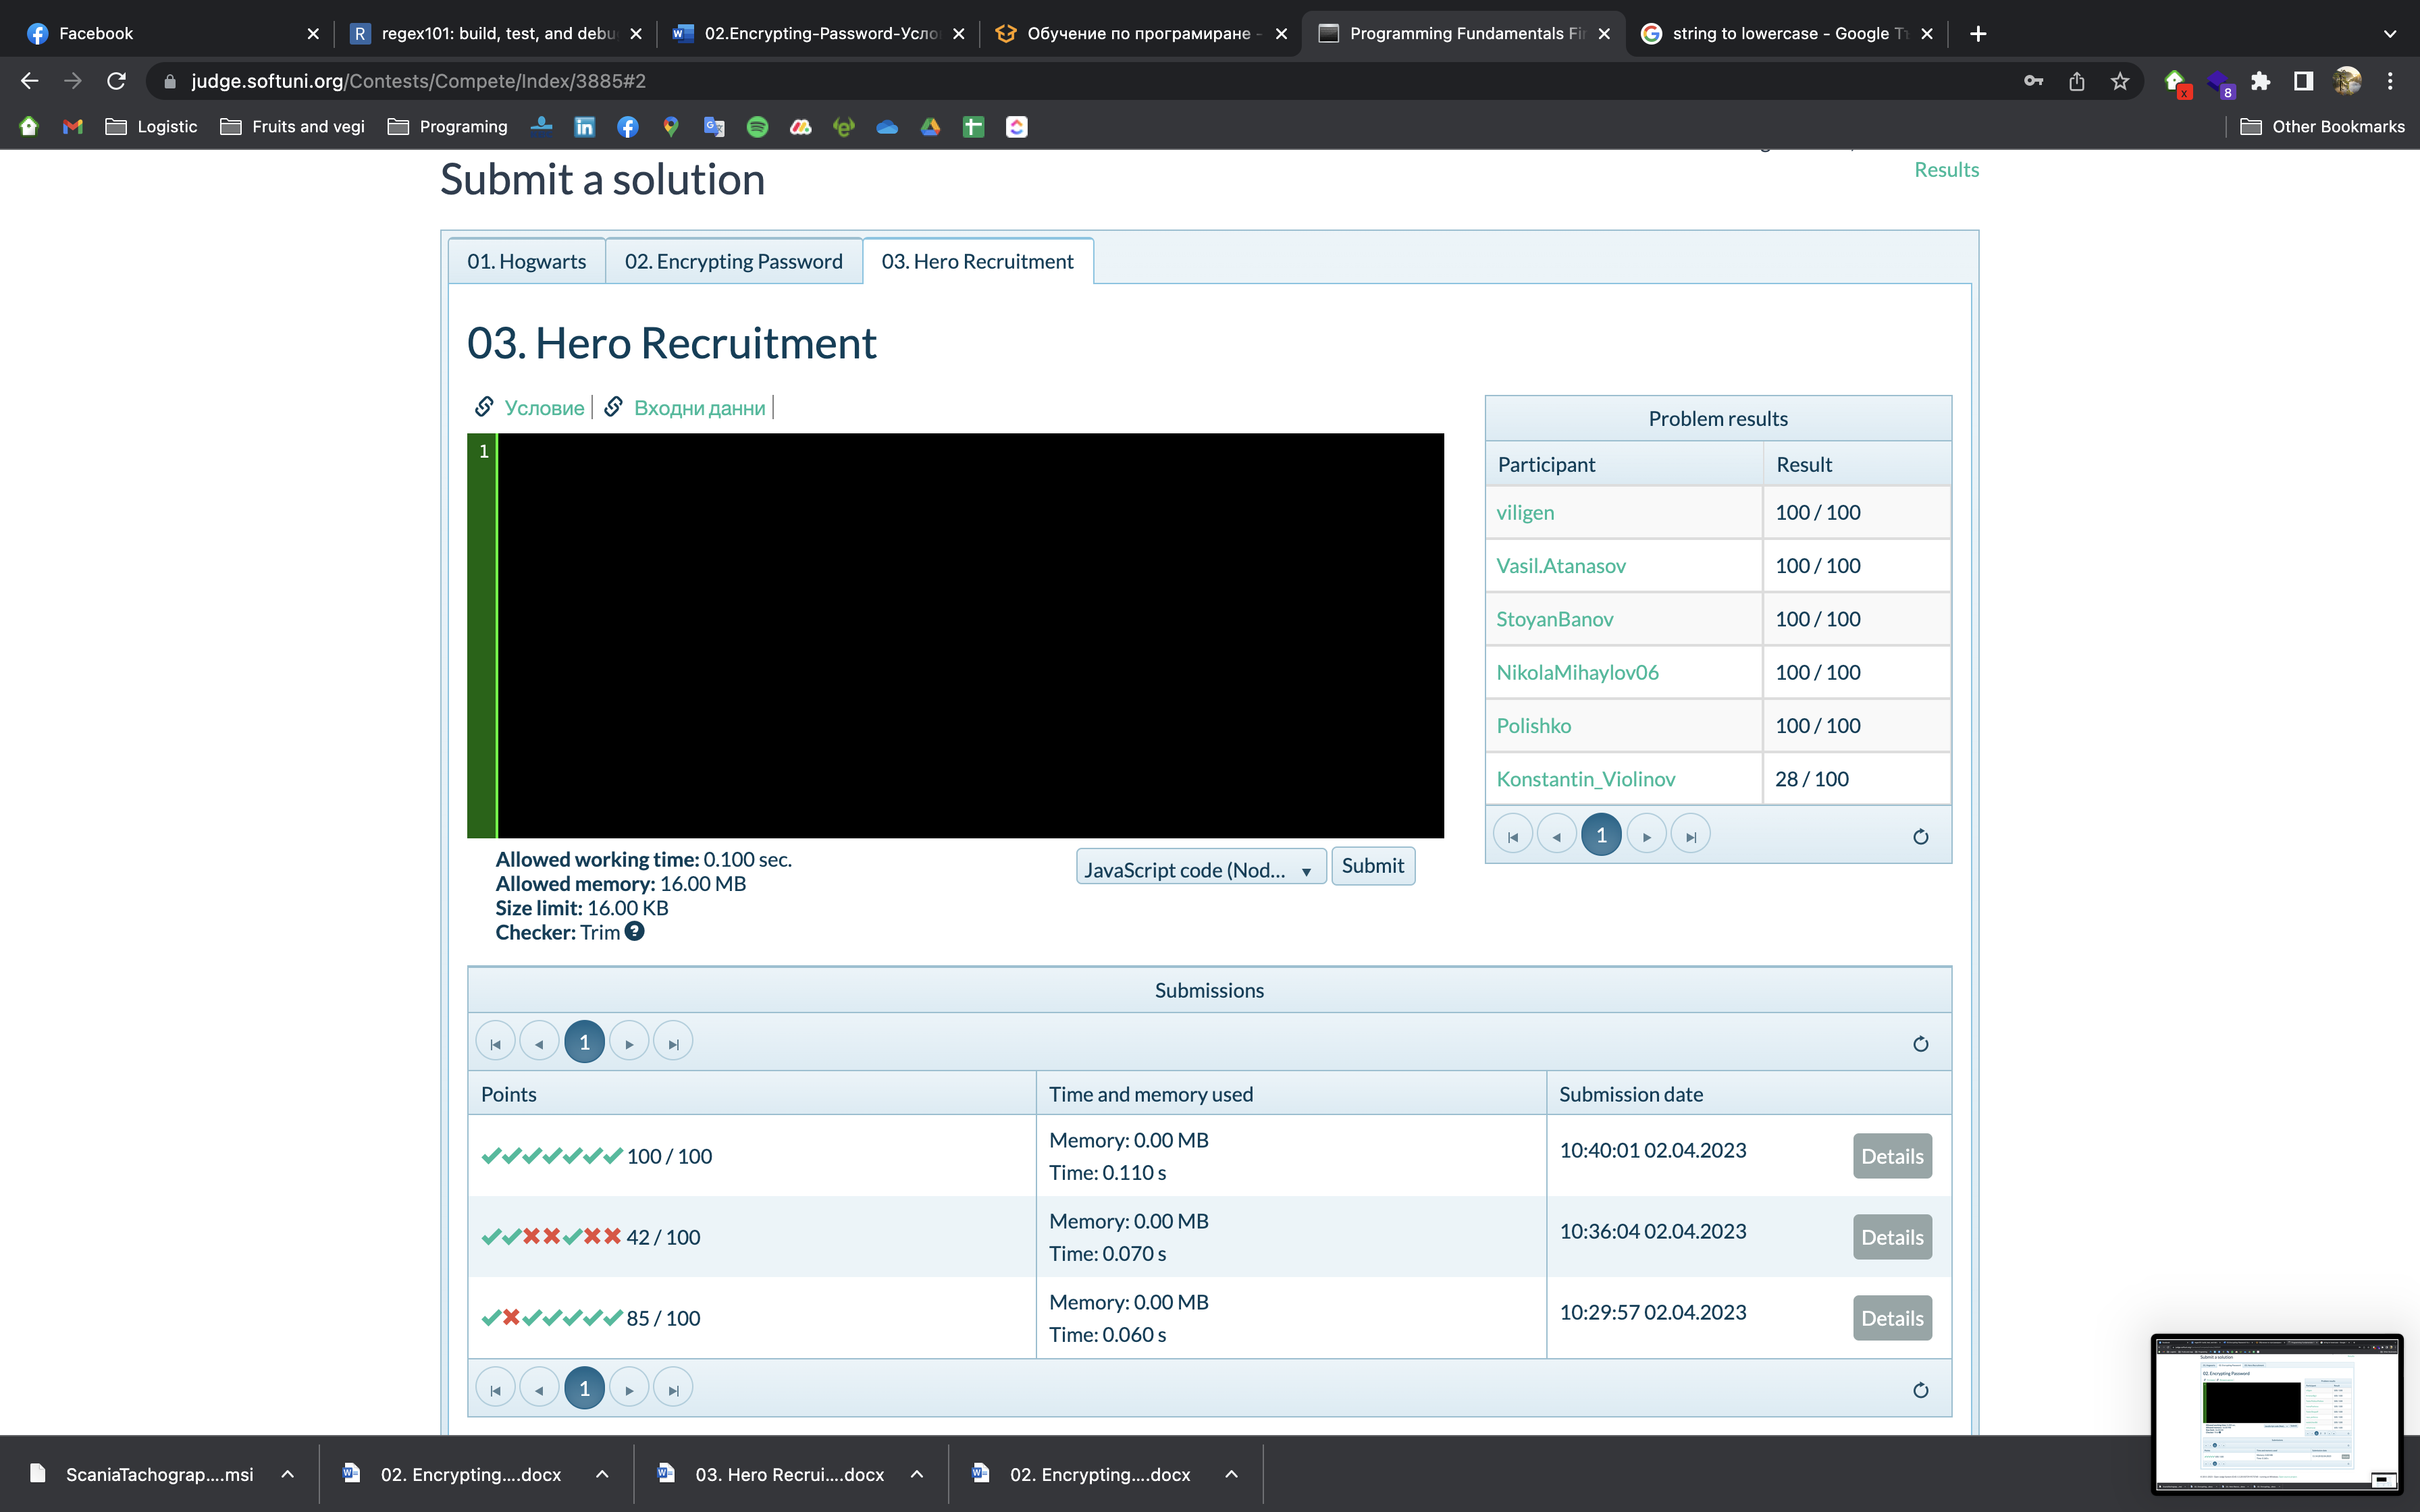 Facebook
regex101: build, test, and debu
02.Encrypting-Password-Усло
Обучение по програмиране -
Programming Fundamentals Fi
string to lowercase - Google T
judge.softuni.org/Contests/Compete/Index/3885#2
x
8
Logistic
Fruits and vegi
Programing
Other Bookmarks
Submit a solution
Results
01. Hogwarts
02. Encrypting Password
03. Hero Recruitment
03. Hero Recruitment
Условие
Входни данни
1
Problem results
Participant
Result
viligen
100 / 100
Vasil.Atanasov
100 / 100
StoyanBanov
100 / 100
NikolaMihaylov06
100 / 100
Polishko
100 / 100
Konstantin_Violinov
28 / 100
1
Allowed working time: 0.100 sec.
Allowed memory: 16.00 MB
Size limit: 16.00 KB
Checker: Trim
JavaScript code (Nod...
Submit
Submissions
1
Points
Time and memory used
Submission date
100 / 100
Memory: 0.00 MB
Time: 0.110 s
10:40:01 02.04.2023
Details
42 / 100
Memory: 0.00 MB
Time: 0.070 s
10:36:04 02.04.2023
Details
85 / 100
Memory: 0.00 MB
Time: 0.060 s
10:29:57 02.04.2023
Details
1
ScaniaTachograp....msi
02. Encrypting....docx
03. Hero Recrui....docx
02. Encrypting....docx